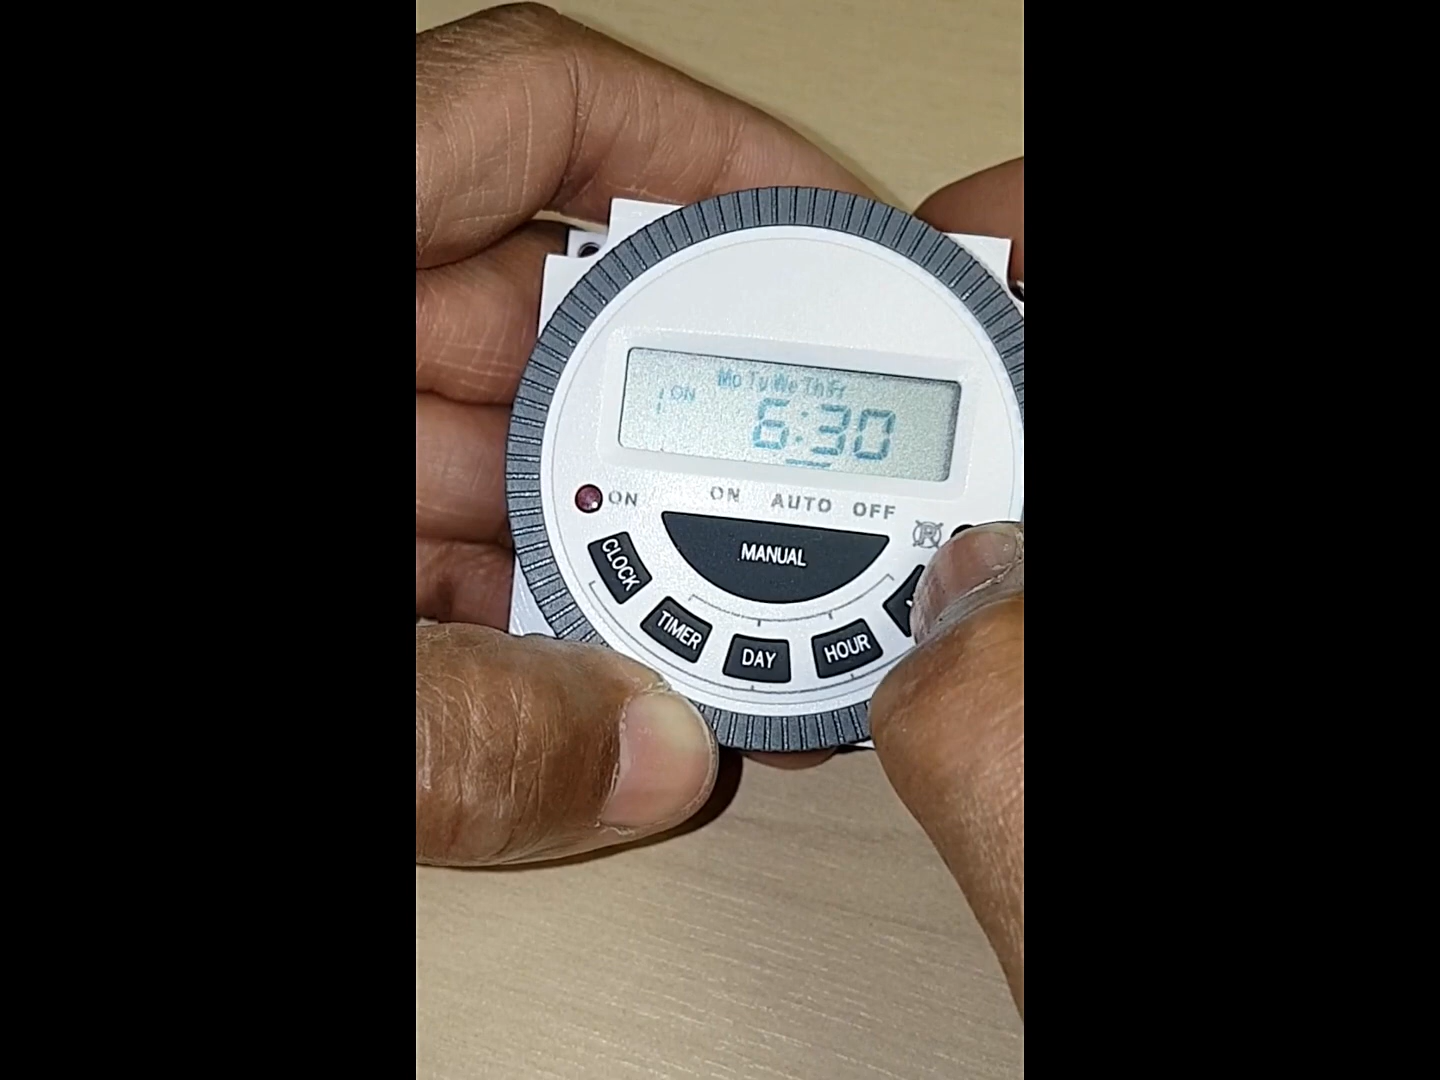 Mo Tu We Th Fr
1 ON
6:30
ON
ON AUTO OFF
R
MANUAL
CLOCK
TIMER
DAY
HOUR